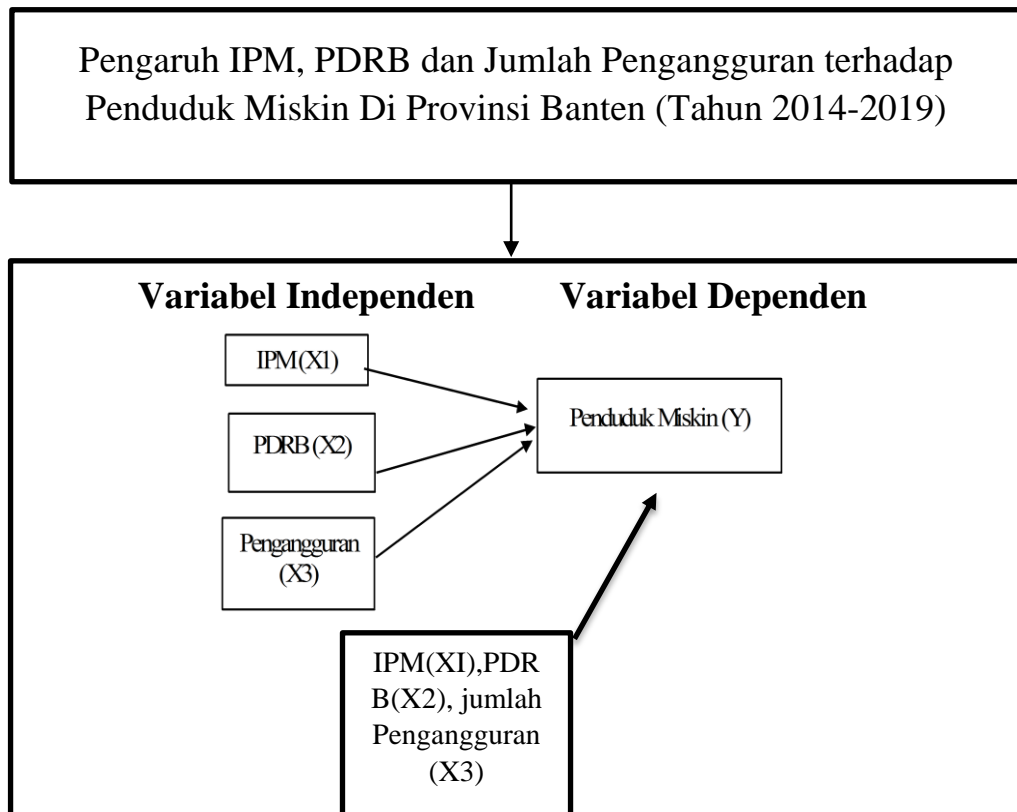 Pengaruh IPM, PDRB dan Jumlah Pengangguran terhadap
Penduduk Miskin Di Provinsi Banten (Tahun 2014-2019)
Variabel Independen Variabel Dependen
IPM (X1)
Penduduk Miskin (Y)
PDRB (X2)
Pengangguran
(X3)
IPM(XI),PDR
B(X2), jumlah
Pengangguran
(X3)